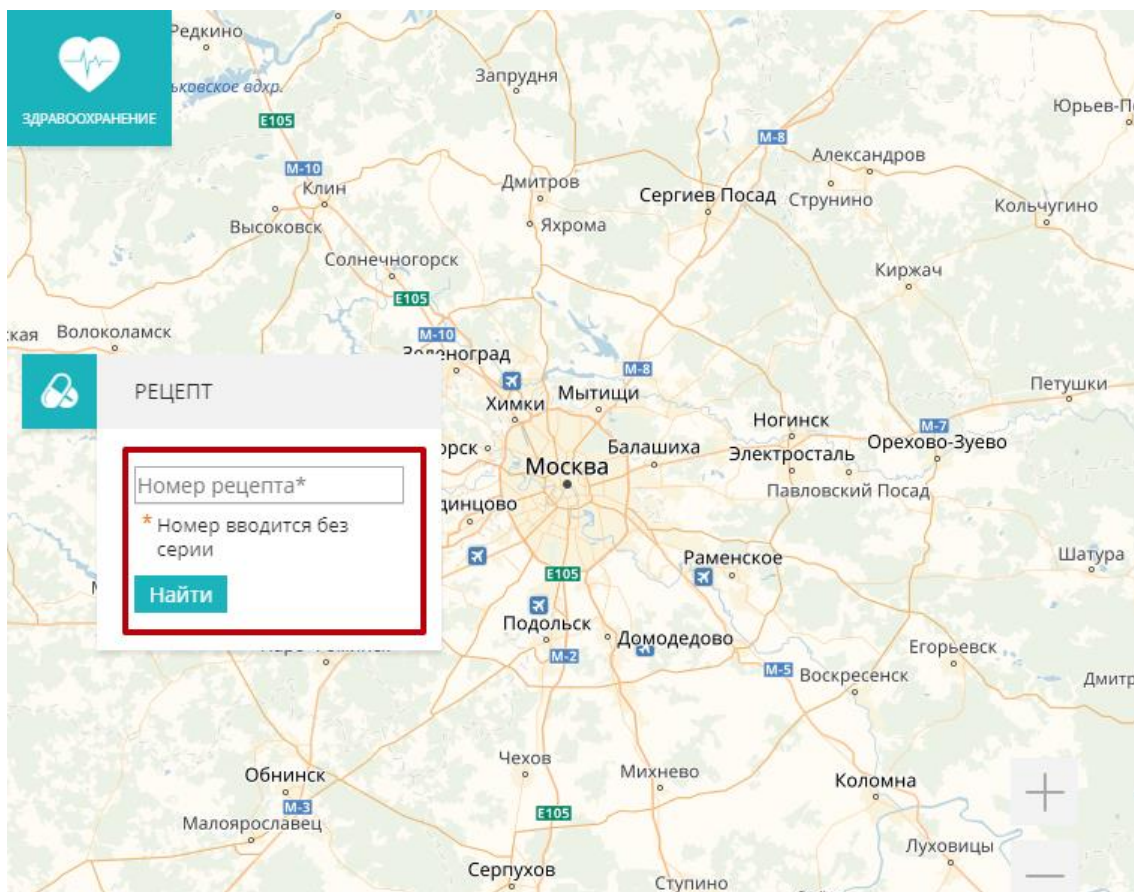 Редкино
Запрудня
ЗДРАВООХРАНЕНИЕ
ьковское вдхр.
Юрьев-П
E105
М-8
Александров
М-10
Клин
Дмитров
Сергиев Посад
Струнино
Кольчугино
Высоковск
Яхрома
Солнечногорск
Киржач
E105
кая
Волоколамск
М-10
Зеленоград
М-8
РЕЦЕПТ
Химки
Мытищи
Петушки
Ногинск
М-7
орск
Балашиха
Электросталь
Орехово-Зуево
Москва
Номер рецепта*
Павловский Посад
динцово
* Номер вводится без
серии
Раменское
Шатура
E105
Найти
Подольск
Домодедово
М-2
Егорьевск
М-5
Воскресенск
Дмитр
Чехов
Обнинск
Михнево
Коломна
М-3
E105
Малоярославец
Луховицы
Серпухов
Ступино